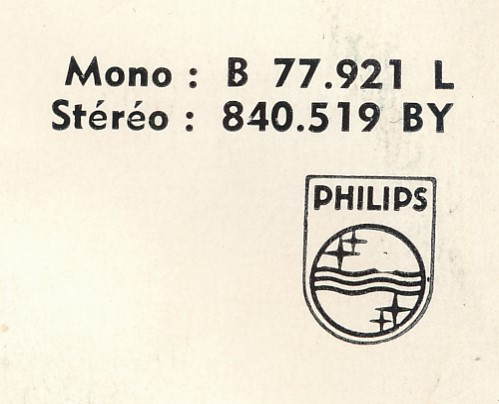 Mono : B 77.921 L
Stéréo : 840.519 BY
PHILIPS